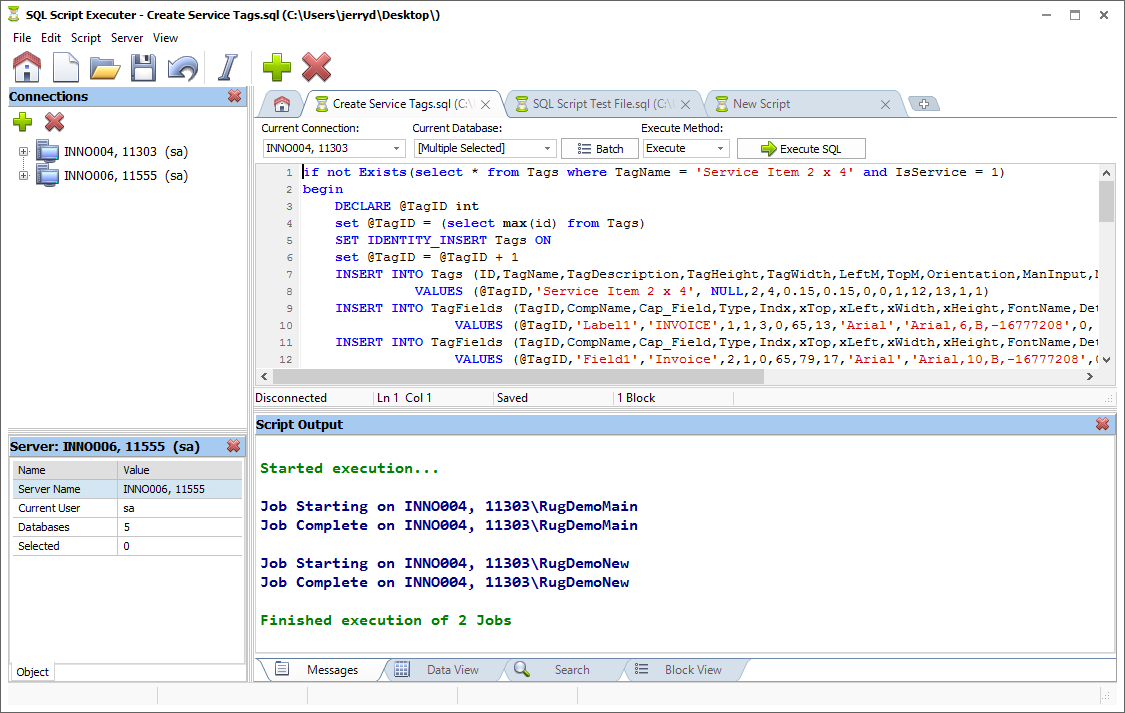 SQL Script Executer - Create Service Tags.sql (C:\Users\jerryd\Desktop\)
File Edit Script Server View
Connections
INNO004, 11303 (sa)
INNO006, 11555 (sa)
Server: INNO006, 11555 (sa)
Name Value
Server Name INNO006, 11555
Current User sa
Databases 5
Selected 0
Object
Create Service Tags.sql (C:\ SQL Script Test File.sql (C:\ New Script
Current Connection: Current Database: Execute Method:
INNO004, 11303 [Multiple Selected] Batch Execute Execute SQL
1 if not Exists(select * from Tags where TagName = 'Service Item 2 x 4' and IsService = 1)
2 begin
3 DECLARE @TagID int
4 set @TagID = (select max(id) from Tags)
5 SET IDENTITY_INSERT Tags ON
6 set @TagID = @TagID + 1
7 INSERT INTO Tags (ID,TagName,TagDescription,TagHeight,TagWidth,LeftM,TopM,Orientation,ManInput,
8 VALUES (@TagID,'Service Item 2 x 4', NULL,2,4,0.15,0.15,0,0,1,12,13,1,1)
9 INSERT INTO TagFields (TagID,CompName,Cap_Field,Type,Indx,xTop,xLeft,xWidth,xHeight,FontName,Det
10 VALUES (@TagID,'Label1','INVOICE',1,1,3,0,65,13,'Arial','Arial,6,B,-16777208',0,
11 INSERT INTO TagFields (TagID,CompName,Cap_Field,Type,Indx,xTop,xLeft,xWidth,xHeight,FontName,Det
12 VALUES (@TagID,'Field1','Invoice',2,1,0,65,79,17,'Arial','Arial,10,B,-16777208',
Disconnected Ln 1 Col 1 Saved 1 Block
Script Output
Started execution...
Job Starting on INNO004, 11303\RugDemoMain
Job Complete on INNO004, 11303\RugDemoMain
Job Starting on INNO004, 11303\RugDemoNew
Job Complete on INNO004, 11303\RugDemoNew
Finished execution of 2 Jobs
Messages Data View Search Block View